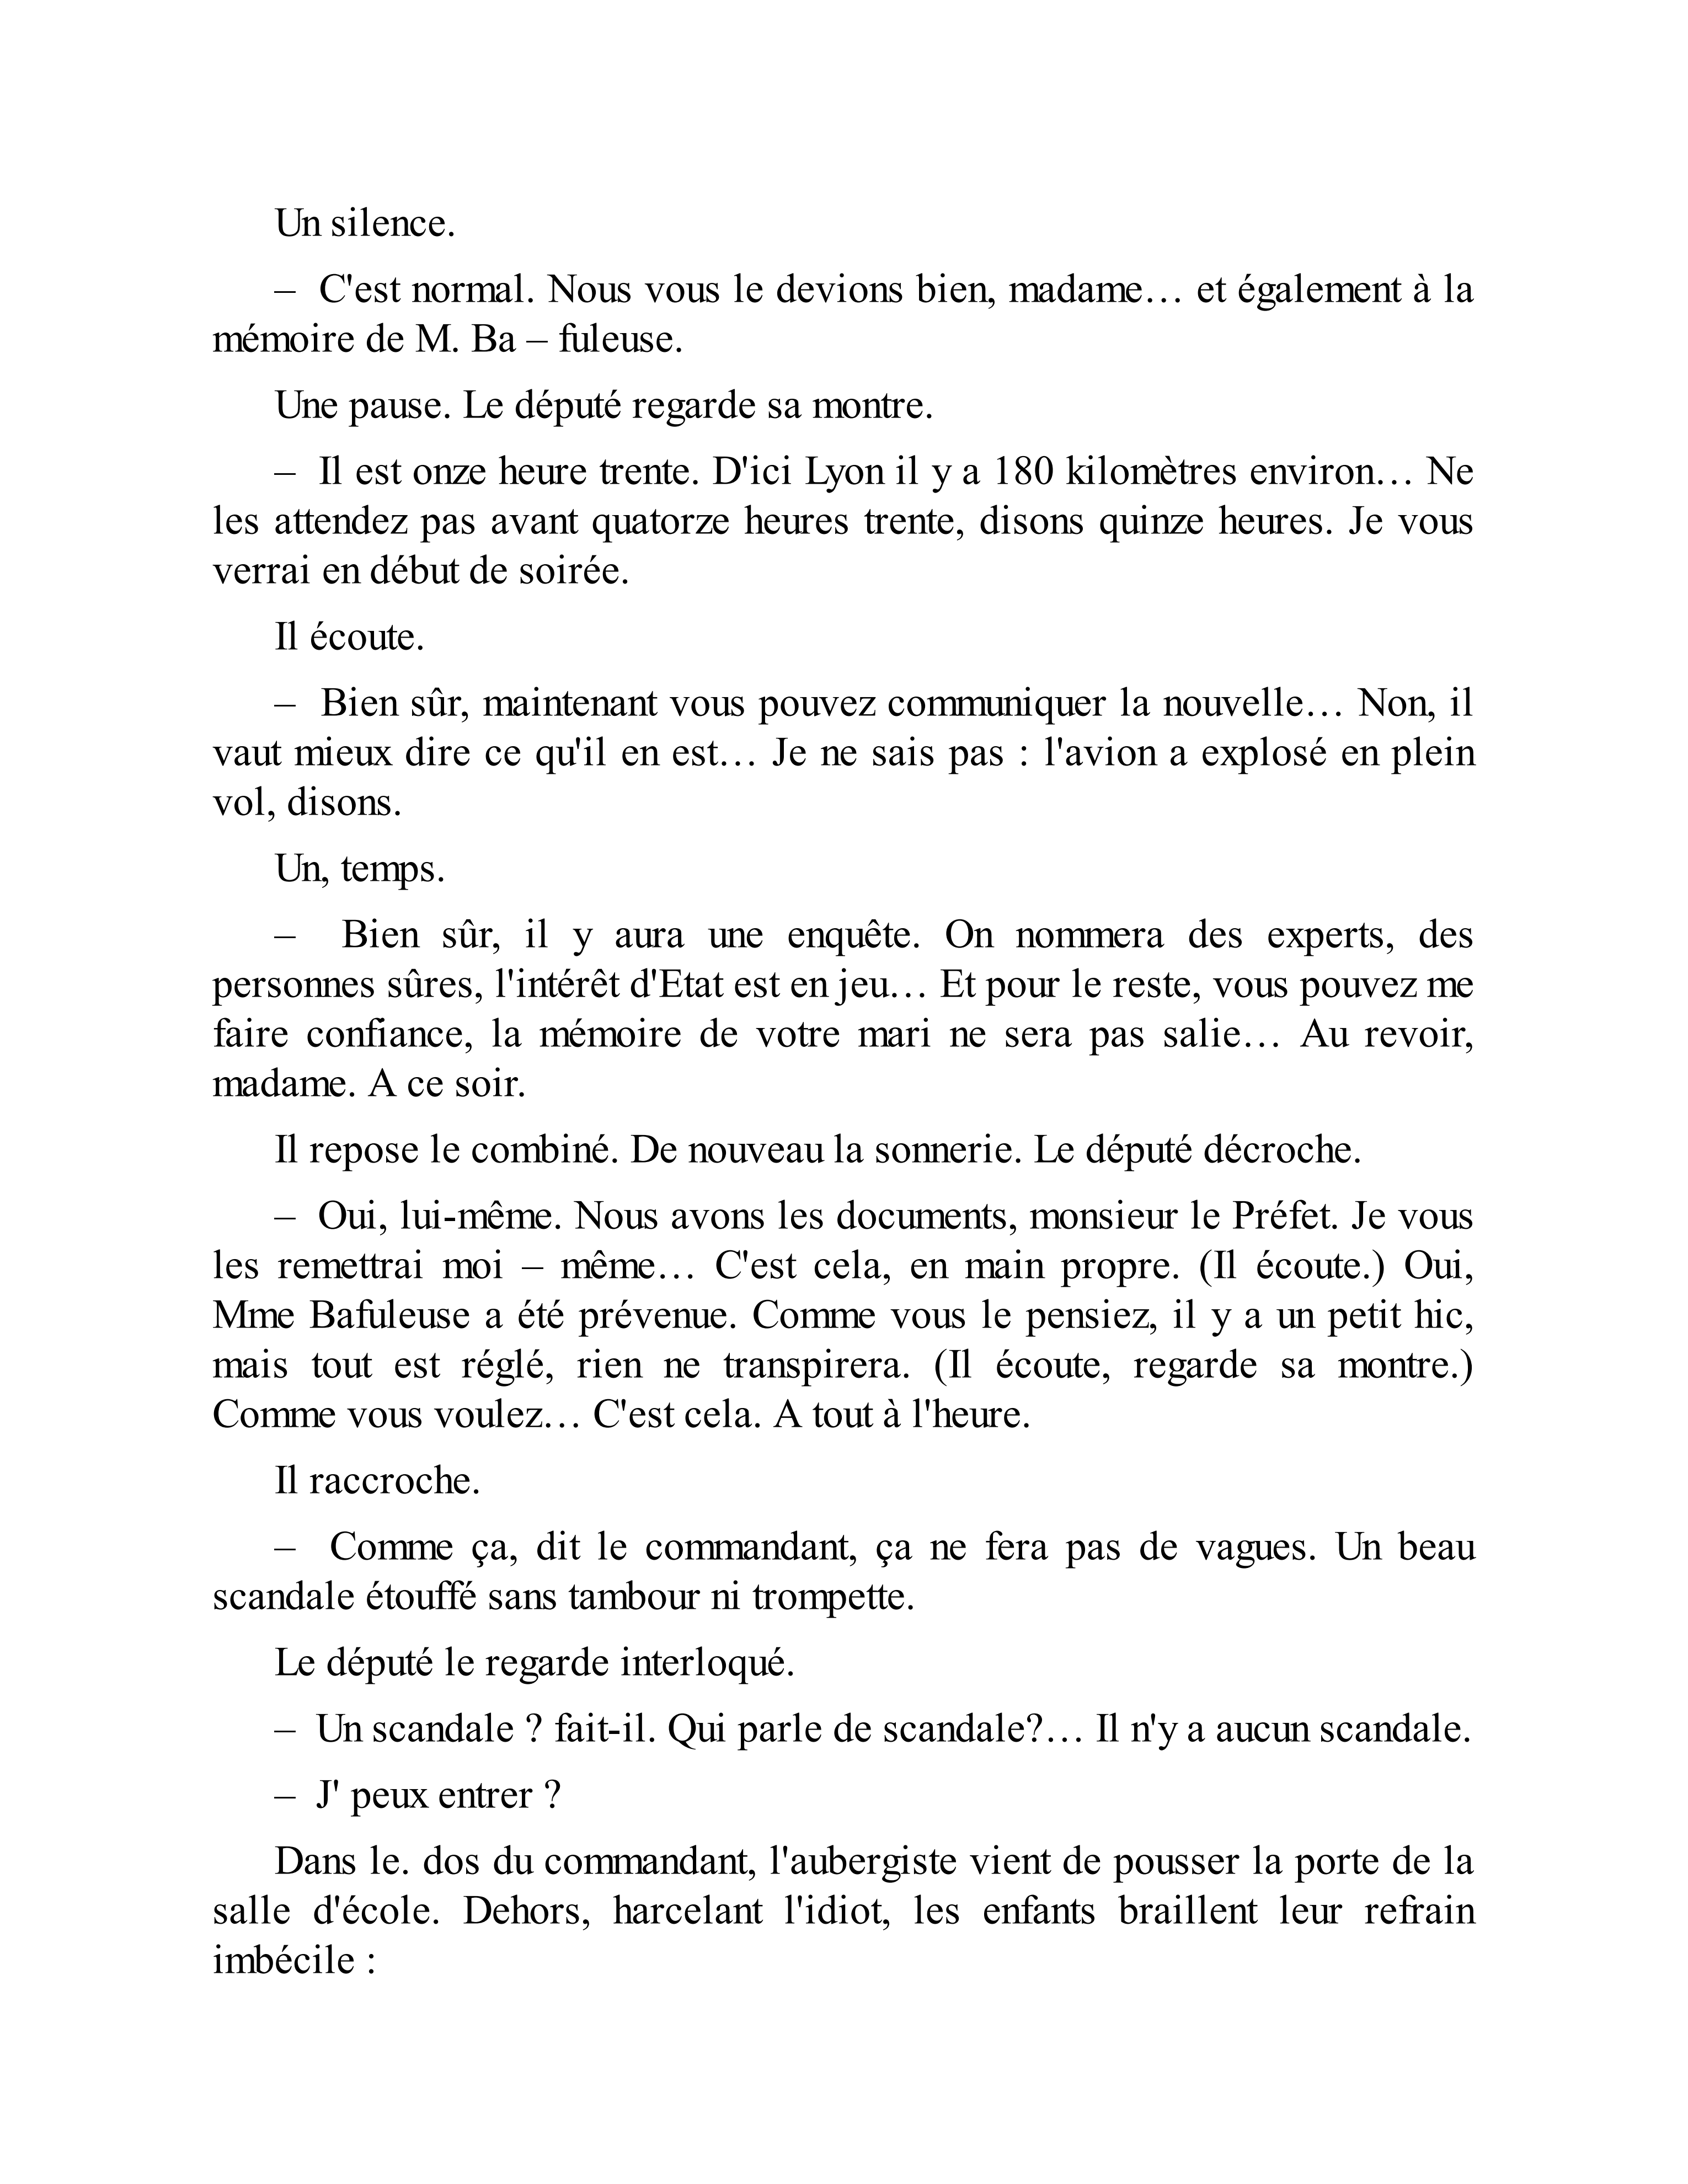 Un silence.
– C'est normal. Nous vous le devions bien, madame… et également à la
mémoire de M. Ba – fuleuse.
Une pause. Le député regarde sa montre.
– Il est onze heure trente. D'ici Lyon il y a 180 kilomètres environ… Ne
les attendez pas avant quatorze heures trente, disons quinze heures. Je vous
verrai en début de soirée.
Il écoute.
– Bien sûr, maintenant vous pouvez communiquer la nouvelle… Non, il
vaut mieux dire ce qu'il en est… Je ne sais pas : l'avion a explosé en plein
vol, disons.
Un, temps.
– Bien sûr, il y aura une enquête. On nommera des experts, des
personnes sûres, l'intérêt d'Etat est en jeu… Et pour le reste, vous pouvez me
faire confiance, la mémoire de votre mari ne sera pas salie… Au revoir,
madame. A ce soir.
Il repose le combiné. De nouveau la sonnerie. Le député décroche.
– Oui, lui-même. Nous avons les documents, monsieur le Préfet. Je vous
les remettrai moi – même… C'est cela, en main propre. (Il écoute.) Oui,
Mme Bafuleuse a été prévenue. Comme vous le pensiez, il y a un petit hic,
mais tout est réglé, rien ne transpirera. (Il écoute, regarde sa montre.)
Comme vous voulez… C'est cela. A tout à l'heure.
Il raccroche.
– Comme ça, dit le commandant, ça ne fera pas de vagues. Un beau
scandale étouffé sans tambour ni trompette.
Le député le regarde interloqué.
– Un scandale ? fait-il. Qui parle de scandale?… Il n'y a aucun scandale.
– J' peux entrer ?
Dans le. dos du commandant, l'aubergiste vient de pousser la porte de la
salle d'école. Dehors, harcelant l'idiot, les enfants braillent leur refrain
imbécile :